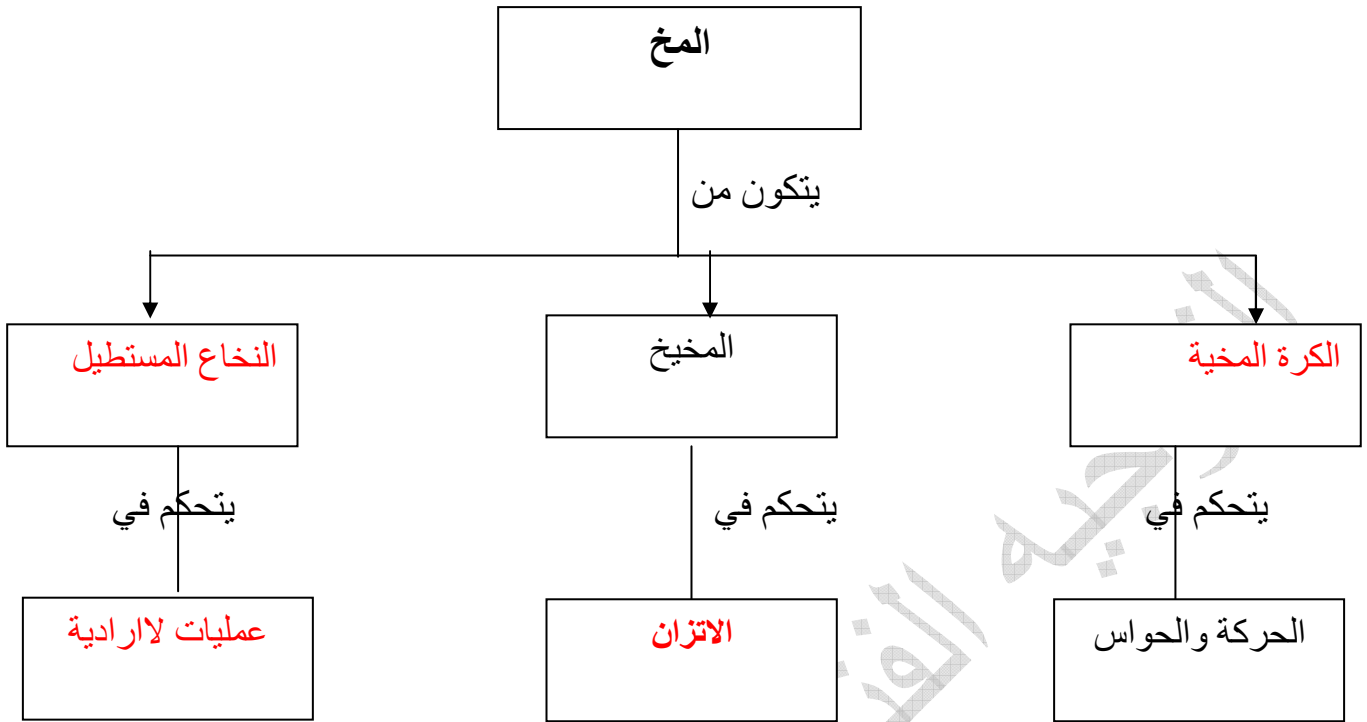 المخ
يتكون من
الكرة المخية
المخيخ
النخاع المستطيل
يتحكم في
يتحكم في
يتحكم في
الحركة والحواس
الاتزان
عمليات لاارادية
التوجيه